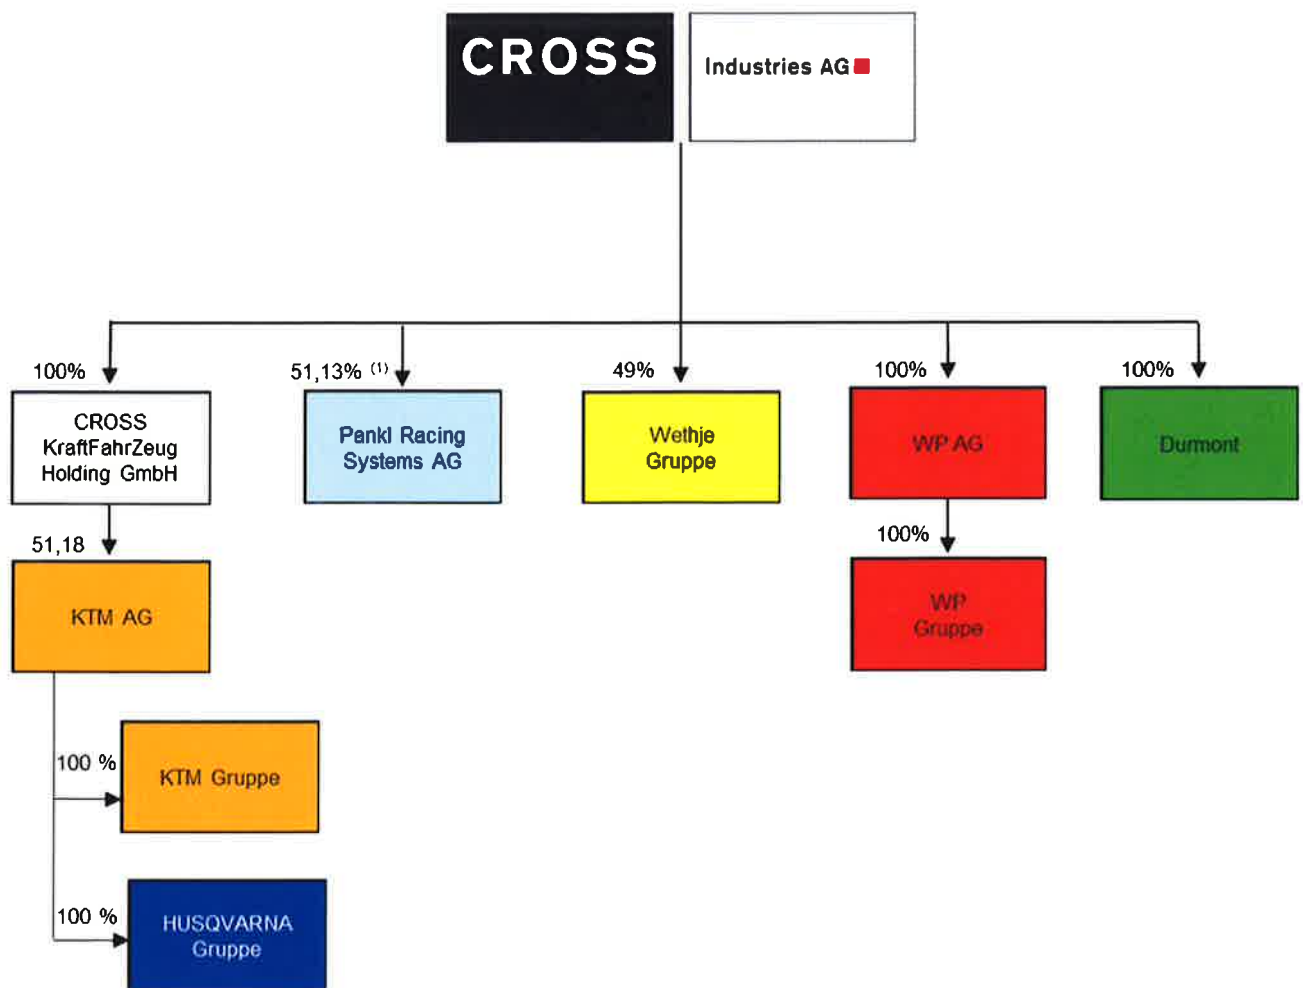 CROSS
Industries AG
100%
51,13% (1)
49%
100%
100%
CROSS
KraftFahrZeug
Holding GmbH
Pankl Racing
Systems AG
Wethje
Gruppe
WP AG
Durmont
51,18
100%
KTM AG
WP
Gruppe
100 %
KTM Gruppe
100 %
HUSQVARNA
Gruppe